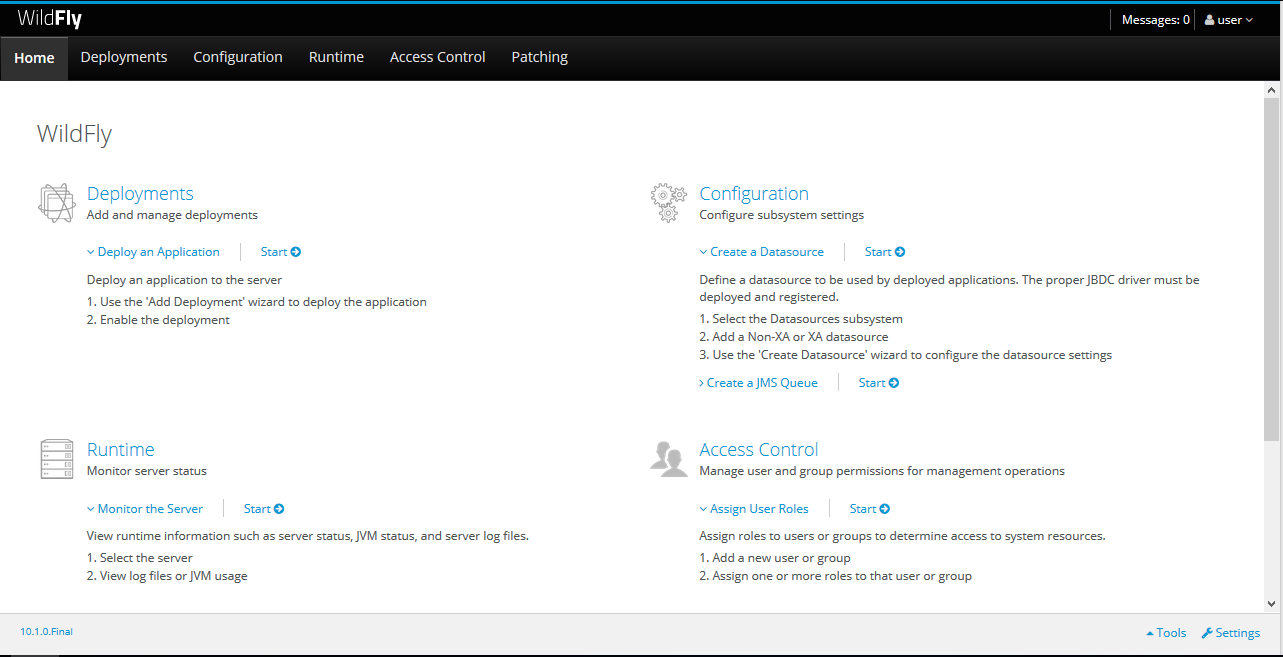 WildFly
Messages: 0
user
Home Deployments Configuration Runtime Access Control Patching
WildFly
Deployments
Add and manage deployments
Deploy an Application
Start
Deploy an application to the server
1. Use the 'Add Deployment' wizard to deploy the application
2. Enable the deployment
Configuration
Configure subsystem settings
Create a Datasource
Start
Define a datasource to be used by deployed applications. The proper JBDC driver must be
deployed and registered.
1. Select the Datasources subsystem
2. Add a Non-XA or XA datasource
3. Use the 'Create Datasource' wizard to configure the datasource settings
Create a JMS Queue
Start
Runtime
Monitor server status
Monitor the Server
Start
View runtime information such as server status, JVM status, and server log files.
1. Select the server
2. View log files or JVM usage
Access Control
Manage user and group permissions for management operations
Assign User Roles
Start
Assign roles to users or groups to determine access to system resources.
1. Add a new user or group
2. Assign one or more roles to that user or group
10.1.0.Final
Tools
Settings